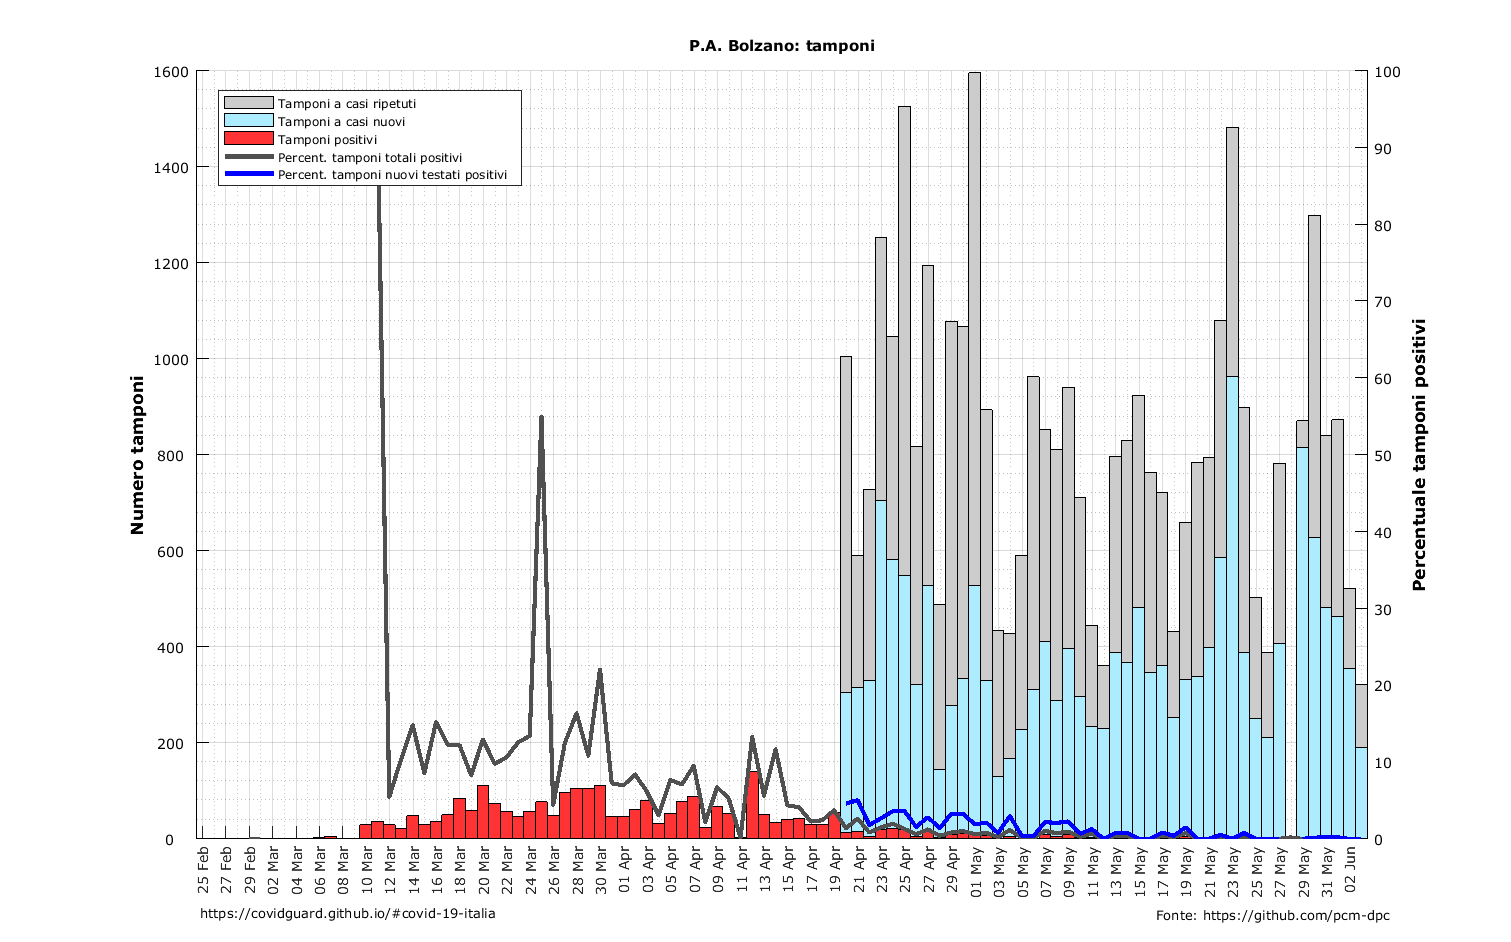 P.A. Bolzano: tamponi
Tamponi a casi ripetuti
Tamponi a casi nuovi
Tamponi positivi
Percent. tamponi totali positivi
Percent. tamponi nuovi testati positivi
Numero tamponi
1600
1400
1200
1000
800
600
400
200
0
100
90
80
70
60
50
40
30
20
10
0
Percentuale tamponi positivi
25 Feb
27 Feb
29 Feb
02 Mar
04 Mar
06 Mar
08 Mar
10 Mar
12 Mar
14 Mar
16 Mar
18 Mar
20 Mar
22 Mar
24 Mar
26 Mar
28 Mar
30 Mar
01 Apr
03 Apr
05 Apr
07 Apr
09 Apr
11 Apr
13 Apr
15 Apr
17 Apr
19 Apr
21 Apr
23 Apr
25 Apr
27 Apr
29 Apr
01 May
03 May
05 May
07 May
09 May
11 May
13 May
15 May
17 May
19 May
21 May
23 May
25 May
27 May
29 May
31 May
02 Jun
https://covidguard.github.io/#covid-19-italia
Fonte: https://github.com/pcm-dpc